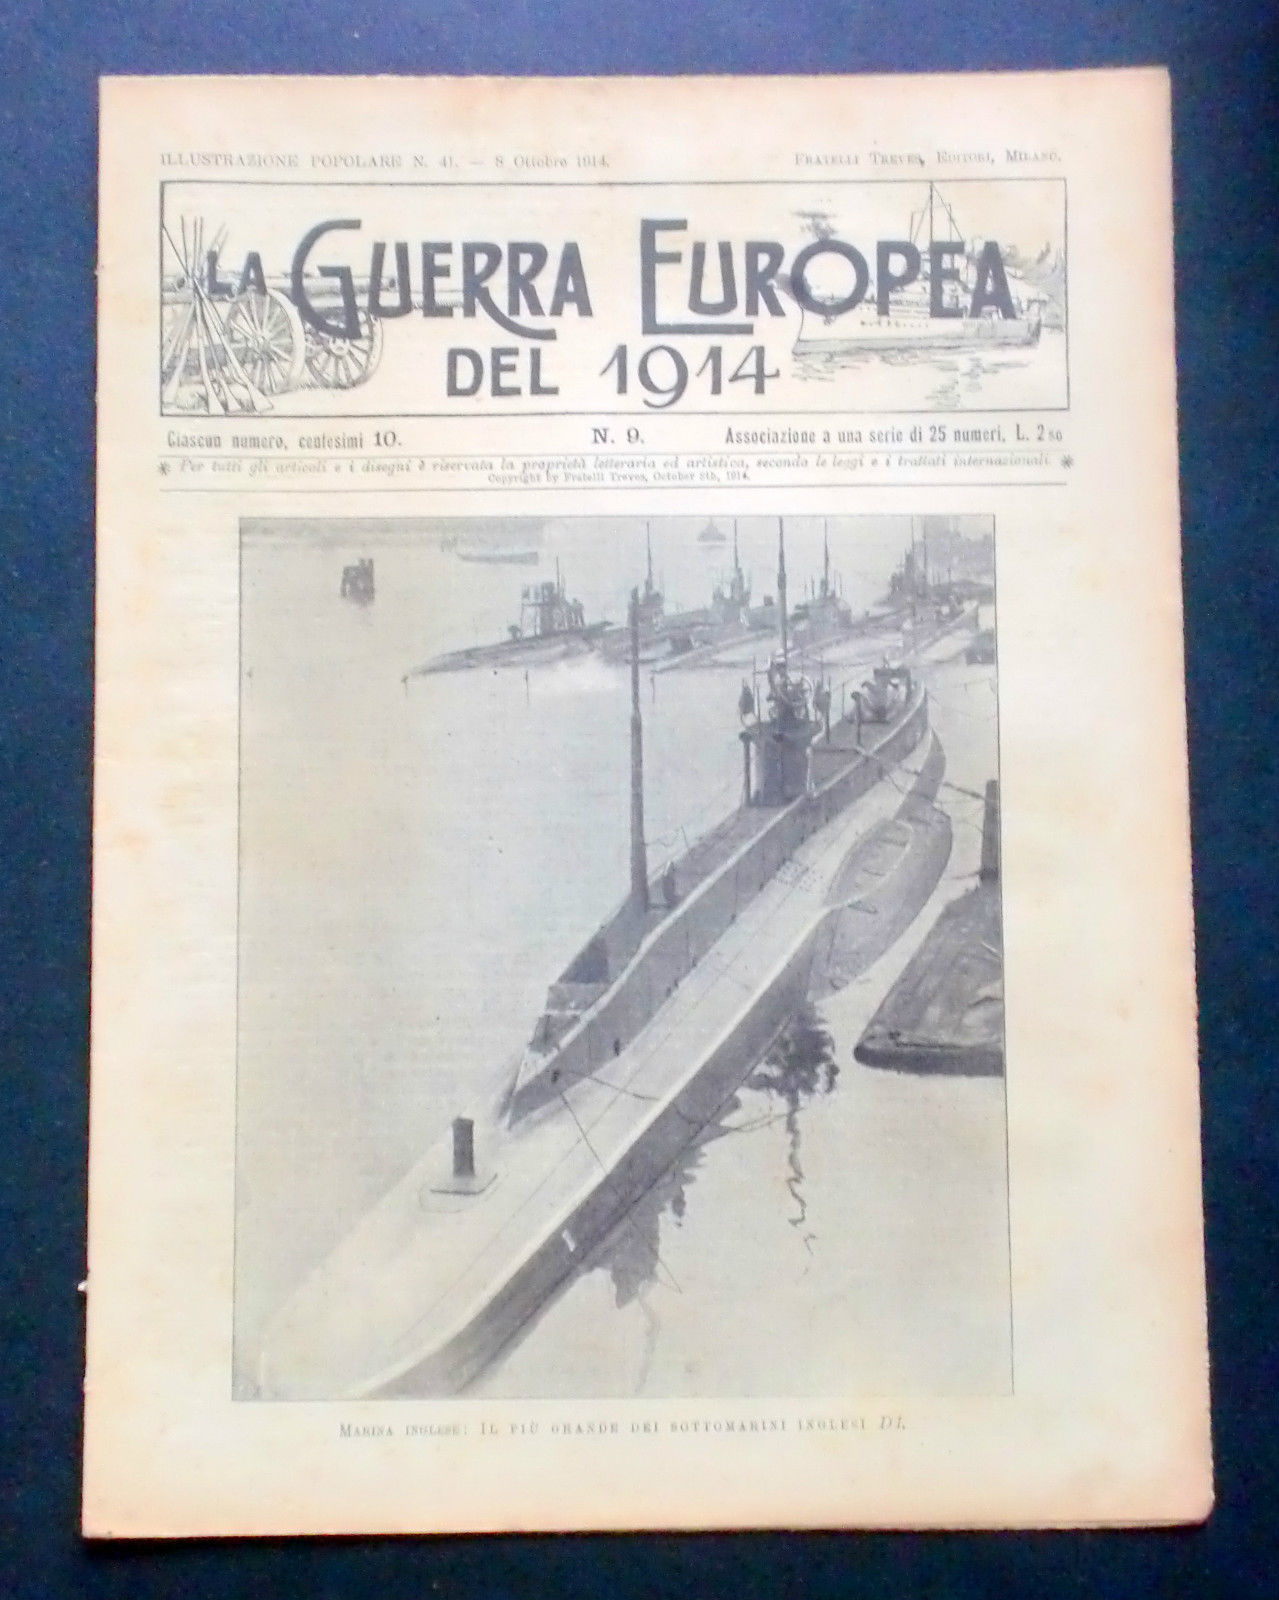 ILLUSTRAZIONE POPOLARE N. 41. — 8 Ottobre 1914. FRATELLI TREVES, EDITORI, MILANO.
LA GUERRA EUROPEA
DEL 1914
Ciascun numero, centesimi 10. N. 9. Associazione a una serie di 25 numeri, L. 2 50
* Per tutti gli articoli e i disegni è riservata la proprietà letteraria ed artistica, secondo le leggi e i trattati internazionali. *
Copyright by Fratelli Treves, October 8th, 1914.
MARINA INGLESE: IL PIÙ GRANDE DEI SOTTOMARINI INGLESI D1.